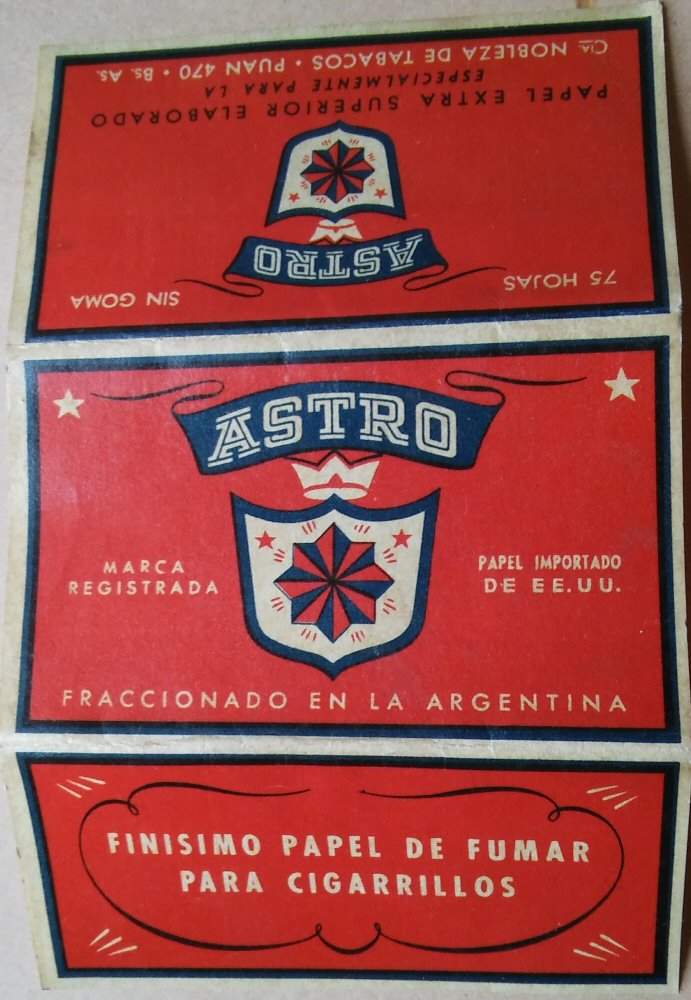 PAPEL EXTRA SUPERIOR ELABORADO
ESPECIALMENTE PARA LA
Cia. NOBLEZA DE TABACOS • PUAN 470 • Bs. As.
ASTRO
75 HOJAS
SIN GOMA
ASTRO
MARCA
REGISTRADA
PAPEL IMPORTADO
DE EE.UU.
FRACCIONADO EN LA ARGENTINA
FINISIMO PAPEL DE FUMAR
PARA CIGARRILLOS